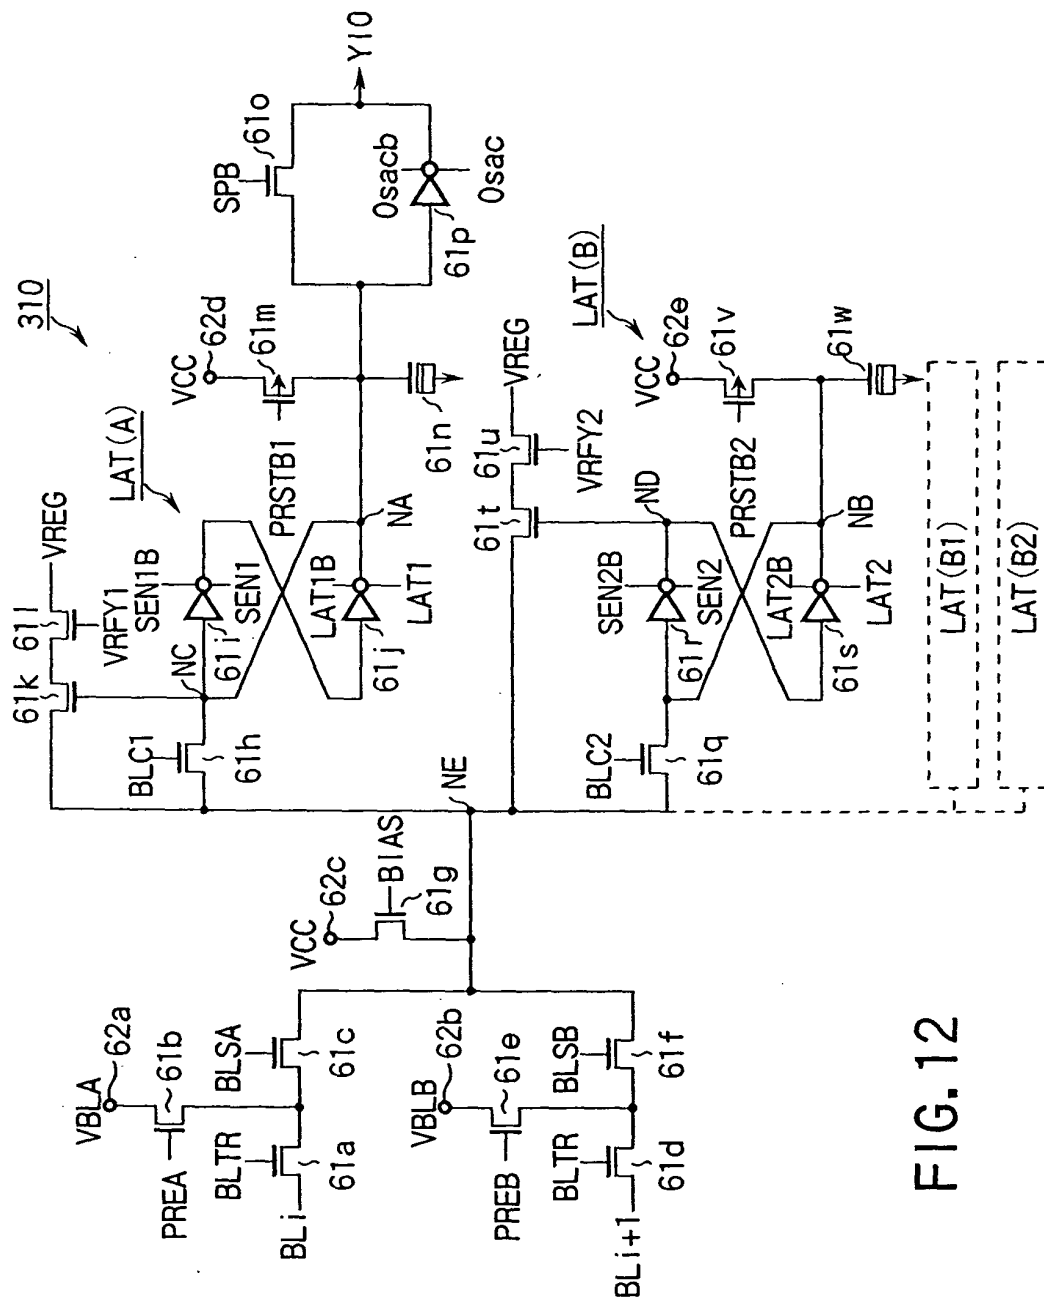 310
LAT(A)
VREG
61k
61l
VRFY1
NC
SEN1B
SEN1
61i
BLC1
61h
LAT1B
LAT1
61j
NA
PRSTB1
VCC
62d
61m
61n
SPB
61o
Osacb
Osac
61p
YIO
VREG
61t
61u
VRFY2
ND
LAT(B)
SEN2B
SEN2
61r
BLC2
61q
LAT2B
LAT2
61s
NB
PRSTB2
VCC
62e
61v
61w
LAT(B1)
LAT(B2)
NE
VCC
62c
BIAS
61g
VBLA
62a
PREA
61b
BLTR
61a
BLSA
61c
BLi
VBLB
62b
PREB
61e
BLTR
61d
BLSB
61f
BLi+1
FIG.12